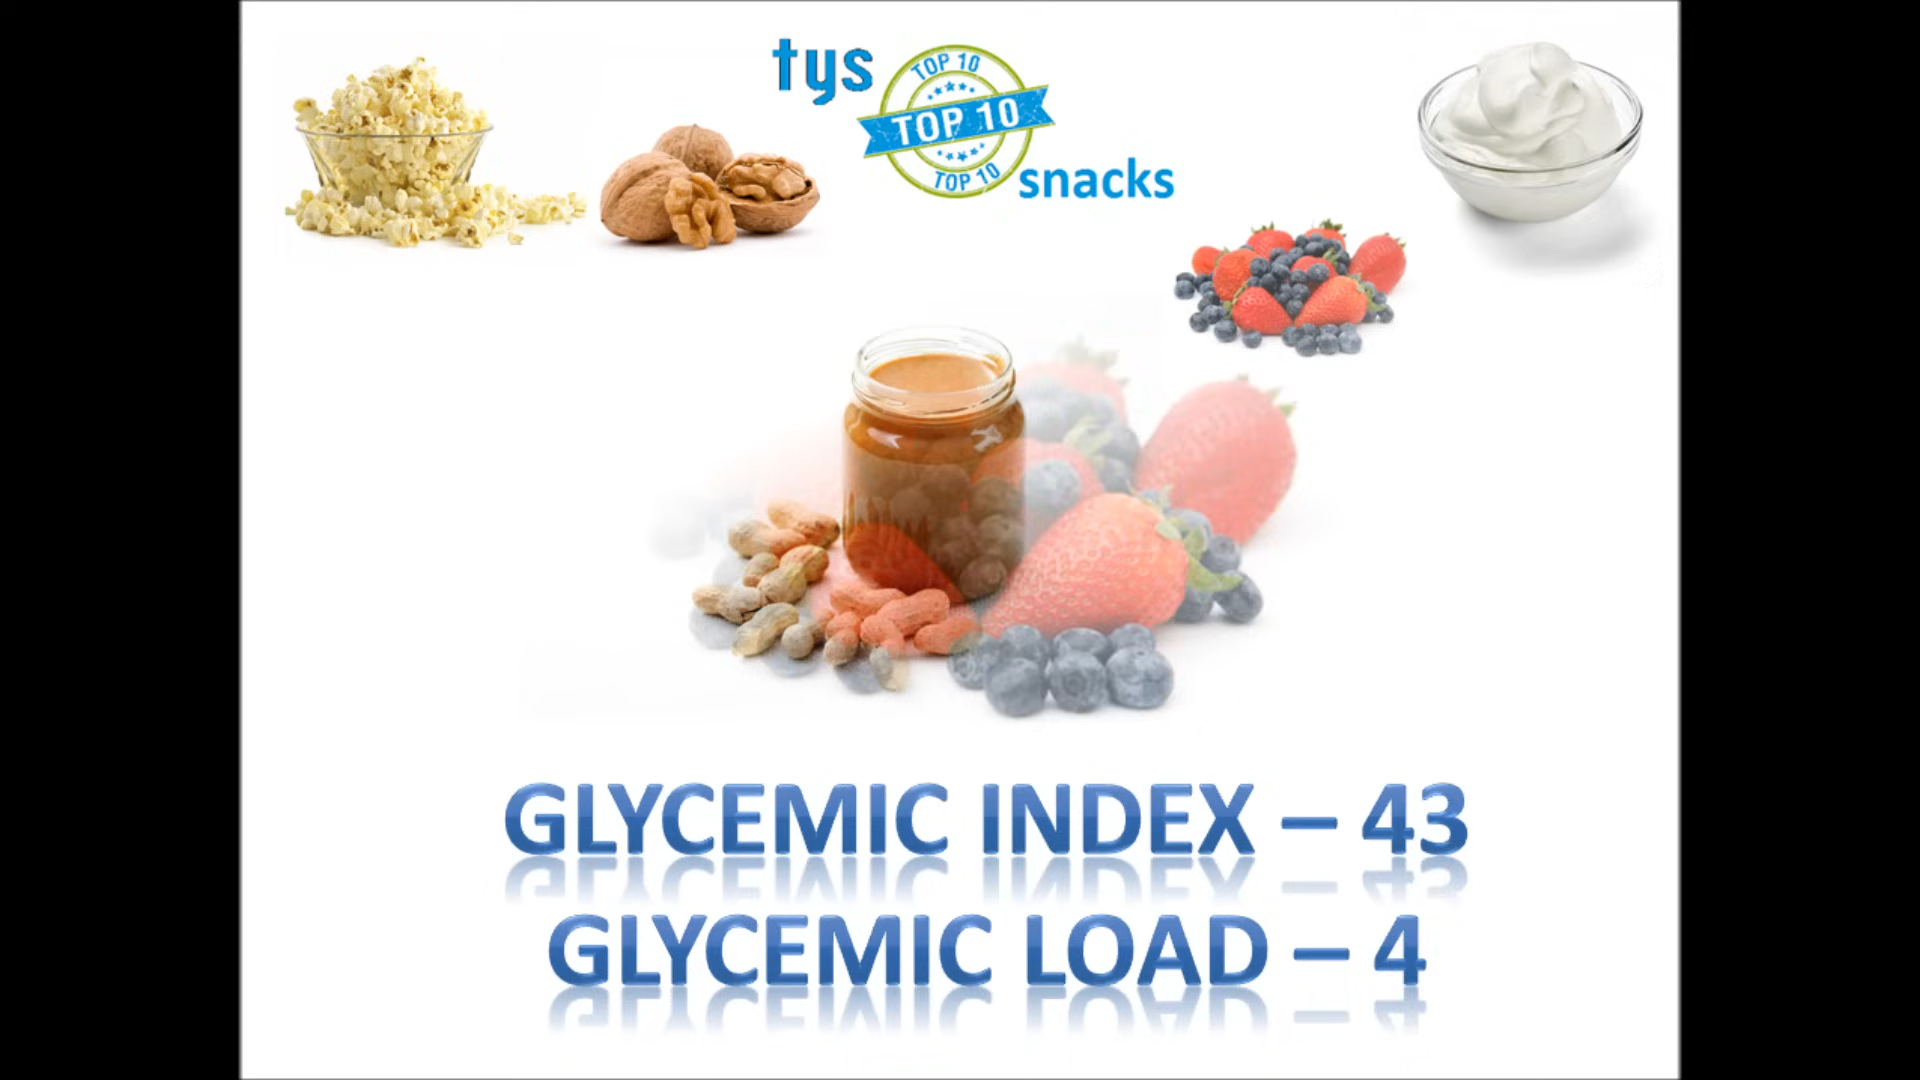 tys
TOP 10
TOP 10
TOP 10
snacks
GLYCEMIC INDEX – 43
GLYCEMIC LOAD – 4